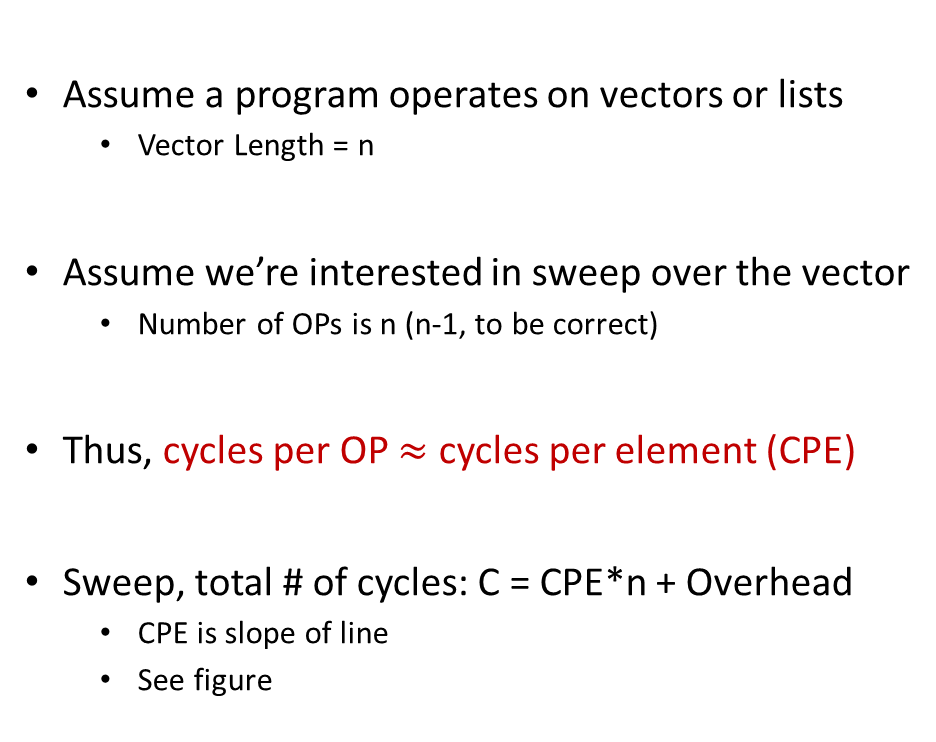 • Assume a program operates on vectors or lists
• Vector Length = n
• Assume we’re interested in sweep over the vector
• Number of OPs is n (n-1, to be correct)
• Thus, cycles per OP ≈ cycles per element (CPE)
• Sweep, total # of cycles: C = CPE*n + Overhead
• CPE is slope of line
• See figure